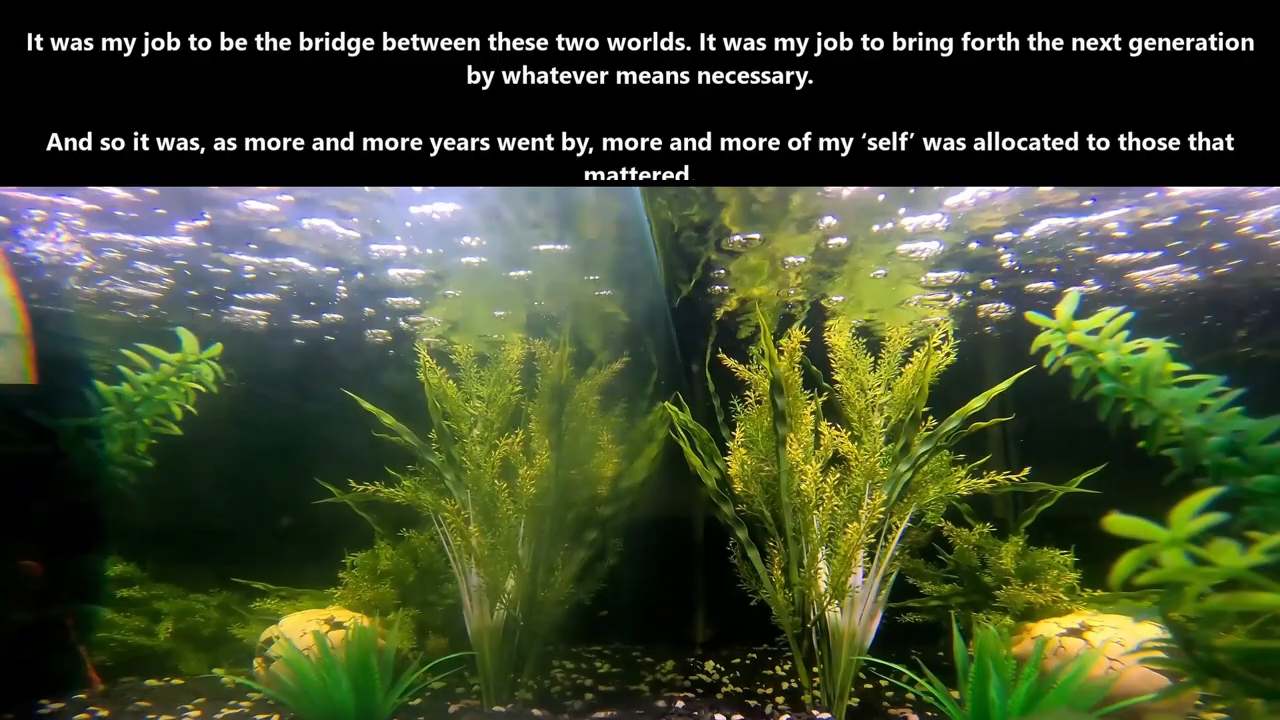 It was my job to be the bridge between these two worlds. It was my job to bring forth the next generation
by whatever means necessary.
And so it was, as more and more years went by, more and more of my ‘self’ was allocated to those that
mattered.